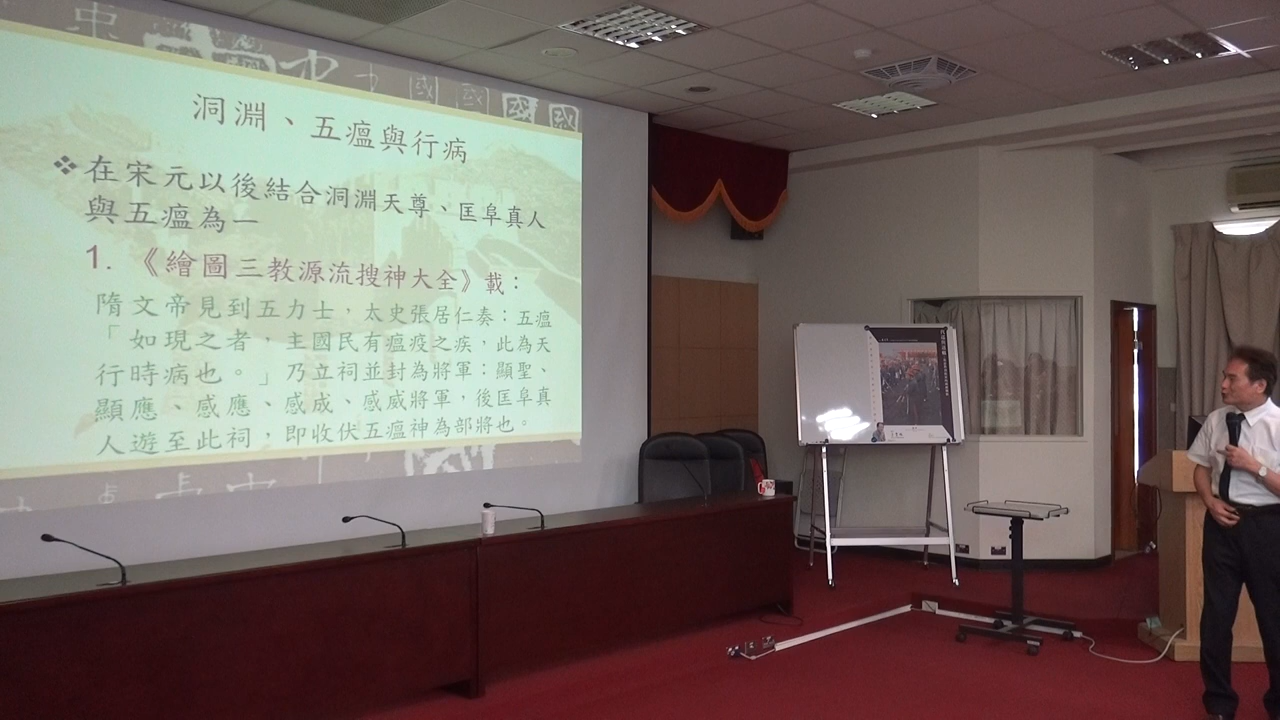 洞淵、五瘟與行病
❖在宋元以後結合洞淵天尊、匡阜真人
與五瘟為一
1. 《繪圖三教源流搜神大全》載：
隋文帝見到五力士，太史張居仁奏：五瘟
「如現之者，主國民有瘟疫之疾，此為天
行時病也。」乃立祠並封為將軍：顯聖、
顯應、感應、感成、感威將軍，後匡阜真
人遊至此祠，即收伏五瘟神為部將也。